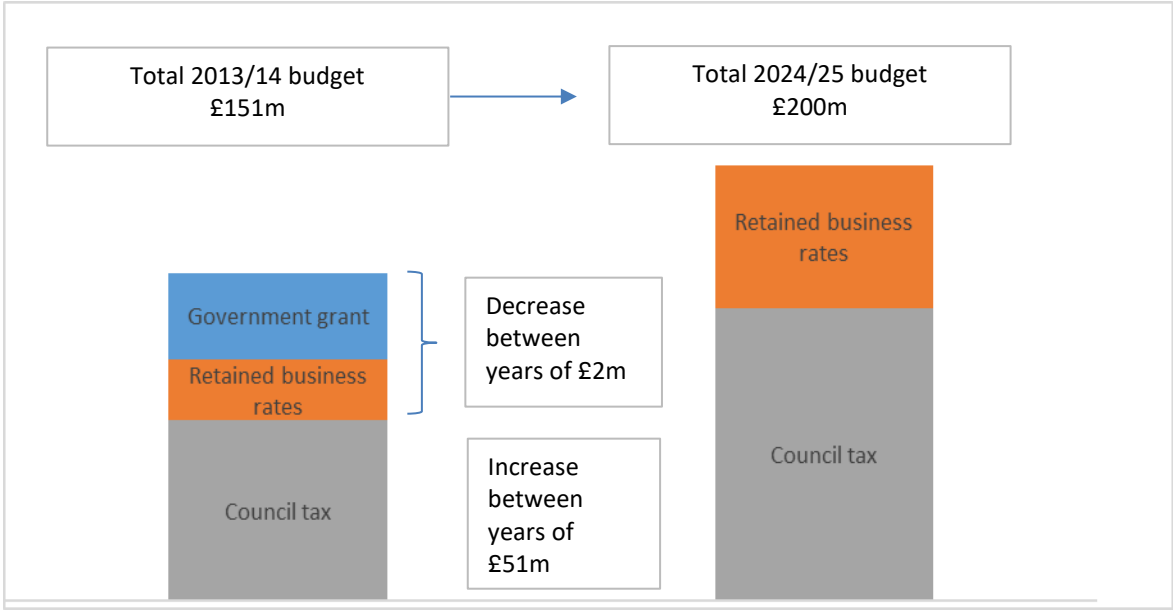 Total 2013/14 budget
£151m
Total 2024/25 budget
£200m
Government grant
Retained business
rates
Council tax
Decrease
between
years of £2m
Increase
between
years of
£51m
Retained business
rates
Council tax